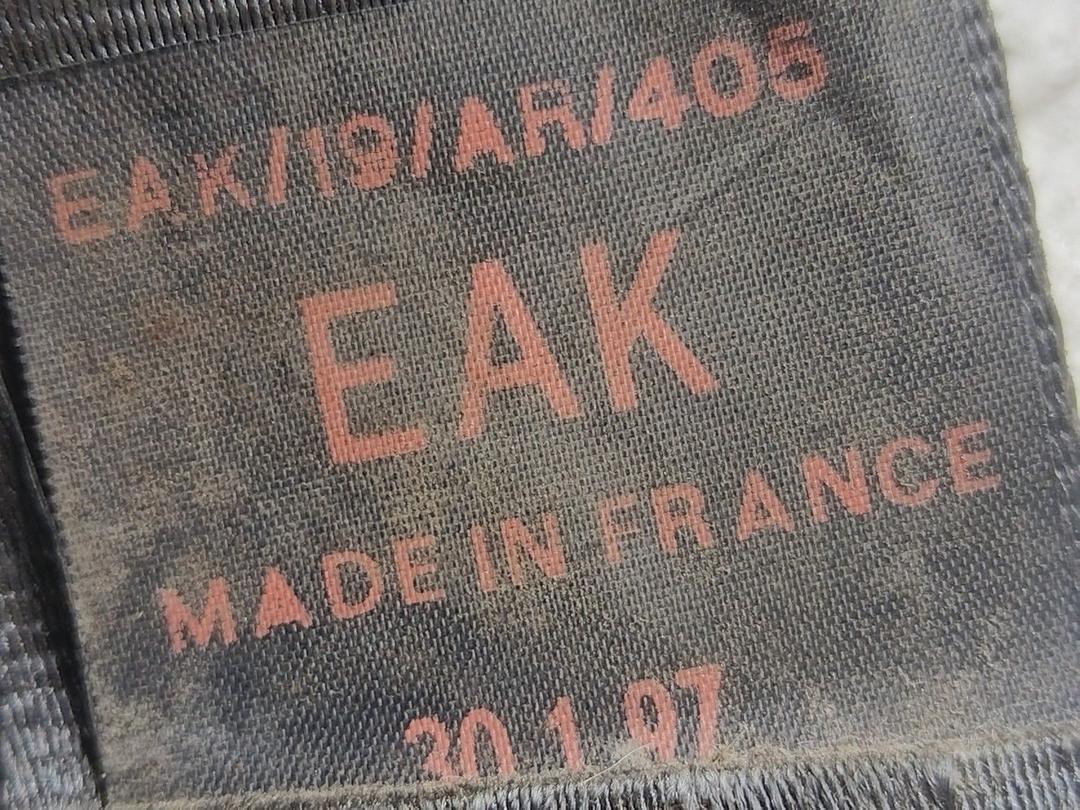 EAK/19/AR/405
EAK
MADE IN FRANCE
30.1.97